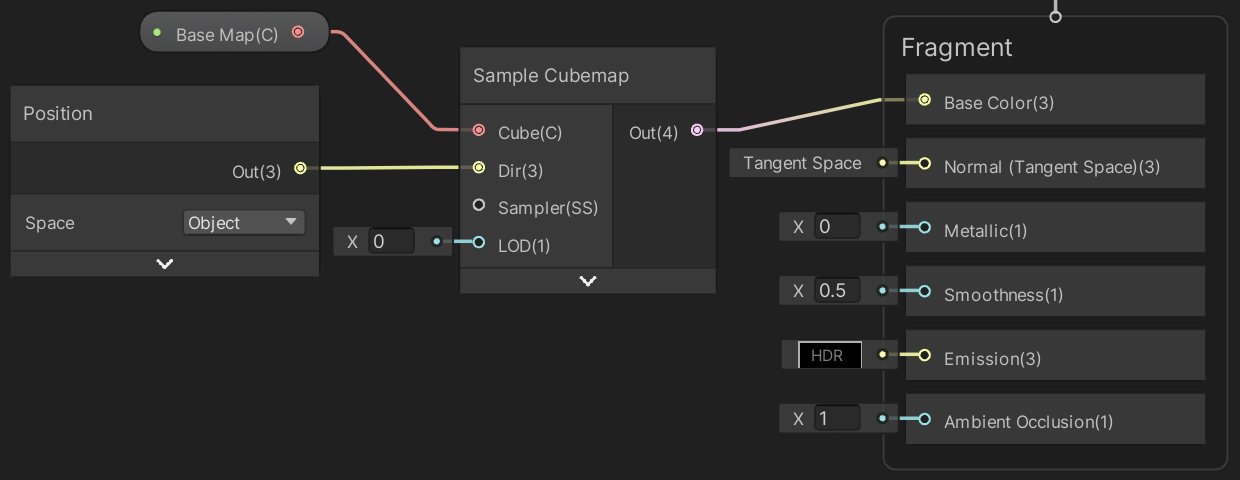 Base Map(C)
Position
Out(3)
Space
Object
Sample Cubemap
Cube(C)
Dir(3)
Sampler(SS)
LOD(1)
Out(4)
X 0
Fragment
Base Color(3)
Tangent Space
Normal (Tangent Space)(3)
X 0
Metallic(1)
X 0.5
Smoothness(1)
HDR
Emission(3)
X 1
Ambient Occlusion(1)